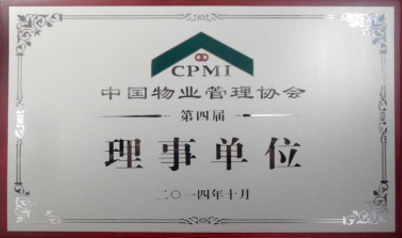 CPMI
中国物业管理协会
第四届
理事单位
二〇一四年十月